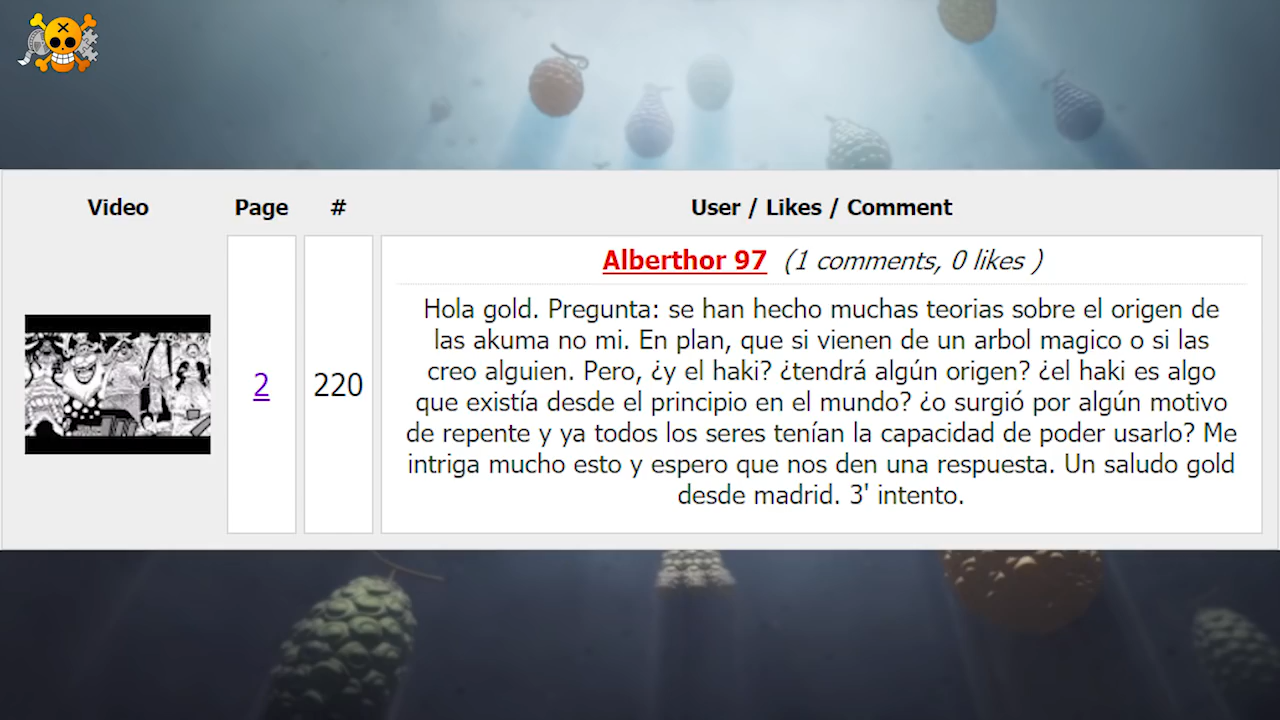 Video
Page
#
User / Likes / Comment
2
220
Alberthor 97 (1 comments, 0 likes )
Hola gold. Pregunta: se han hecho muchas teorias sobre el origen de
las akuma no mi. En plan, que si vienen de un arbol magico o si las
creo alguien. Pero, ¿y el haki? ¿tendrá algún origen? ¿el haki es algo
que existía desde el principio en el mundo? ¿o surgió por algún motivo
de repente y ya todos los seres tenían la capacidad de poder usarlo? Me
intriga mucho esto y espero que nos den una respuesta. Un saludo gold
desde madrid. 3' intento.